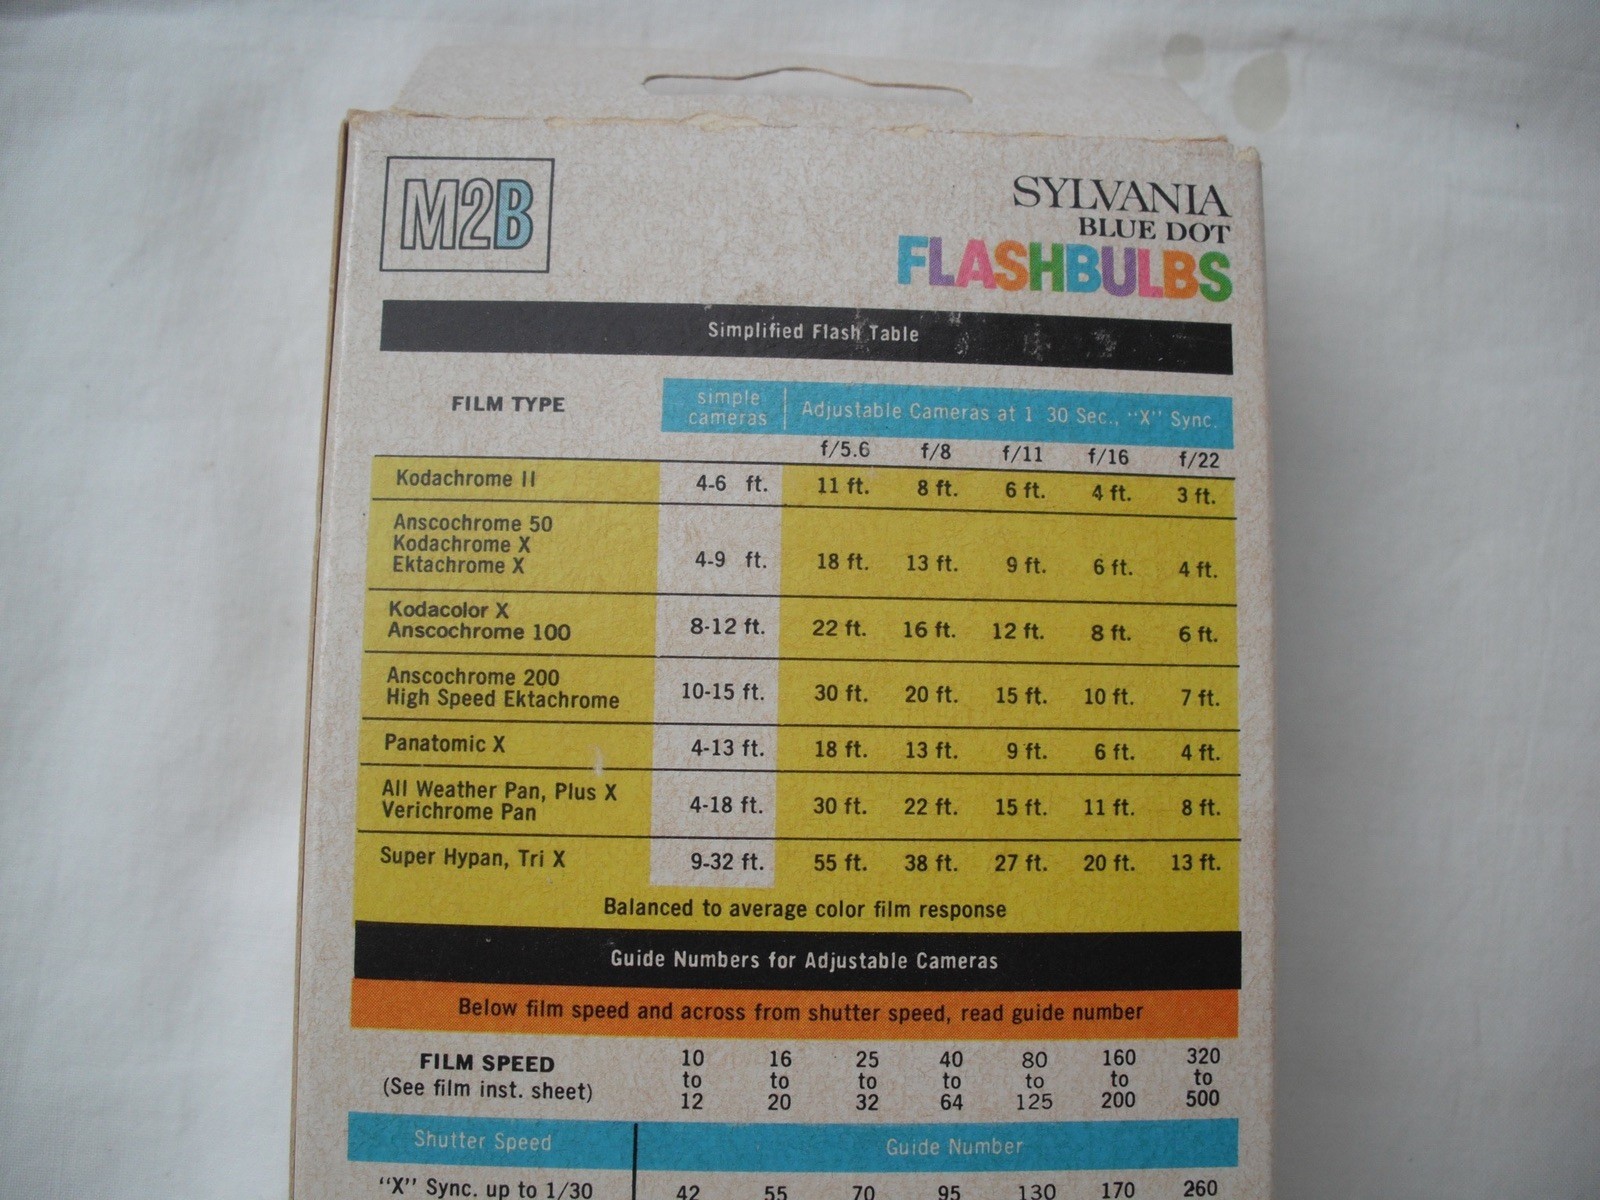 M2B
SYLVANIA
BLUE DOT
FLASHBULBS
Simplified Flash Table
FILM TYPE
simple
cameras
Adjustable Cameras at 1 30 Sec., "X" Sync.
f/5.6 f/8 f/11 f/16 f/22
Kodachrome II 4-6 ft. 11 ft. 8 ft. 6 ft. 4 ft. 3 ft.
Anscochrome 50
Kodachrome X
Ektachrome X 4-9 ft. 18 ft. 13 ft. 9 ft. 6 ft. 4 ft.
Kodacolor X
Anscochrome 100 8-12 ft. 22 ft. 16 ft. 12 ft. 8 ft. 6 ft.
Anscochrome 200
High Speed Ektachrome 10-15 ft. 30 ft. 20 ft. 15 ft. 10 ft. 7 ft.
Panatomic X 4-13 ft. 18 ft. 13 ft. 9 ft. 6 ft. 4 ft.
All Weather Pan, Plus X
Verichrome Pan 4-18 ft. 30 ft. 22 ft. 15 ft. 11 ft. 8 ft.
Super Hypan, Tri X 9-32 ft. 55 ft. 38 ft. 27 ft. 20 ft. 13 ft.
Balanced to average color film response
Guide Numbers for Adjustable Cameras
Below film speed and across from shutter speed, read guide number
FILM SPEED
(See film inst. sheet)
10 16 25 40 80 160 320
to to to to to to to
12 20 32 64 125 200 500
Shutter Speed Guide Number
"X" Sync. up to 1/30 42 55 70 95 130 170 260